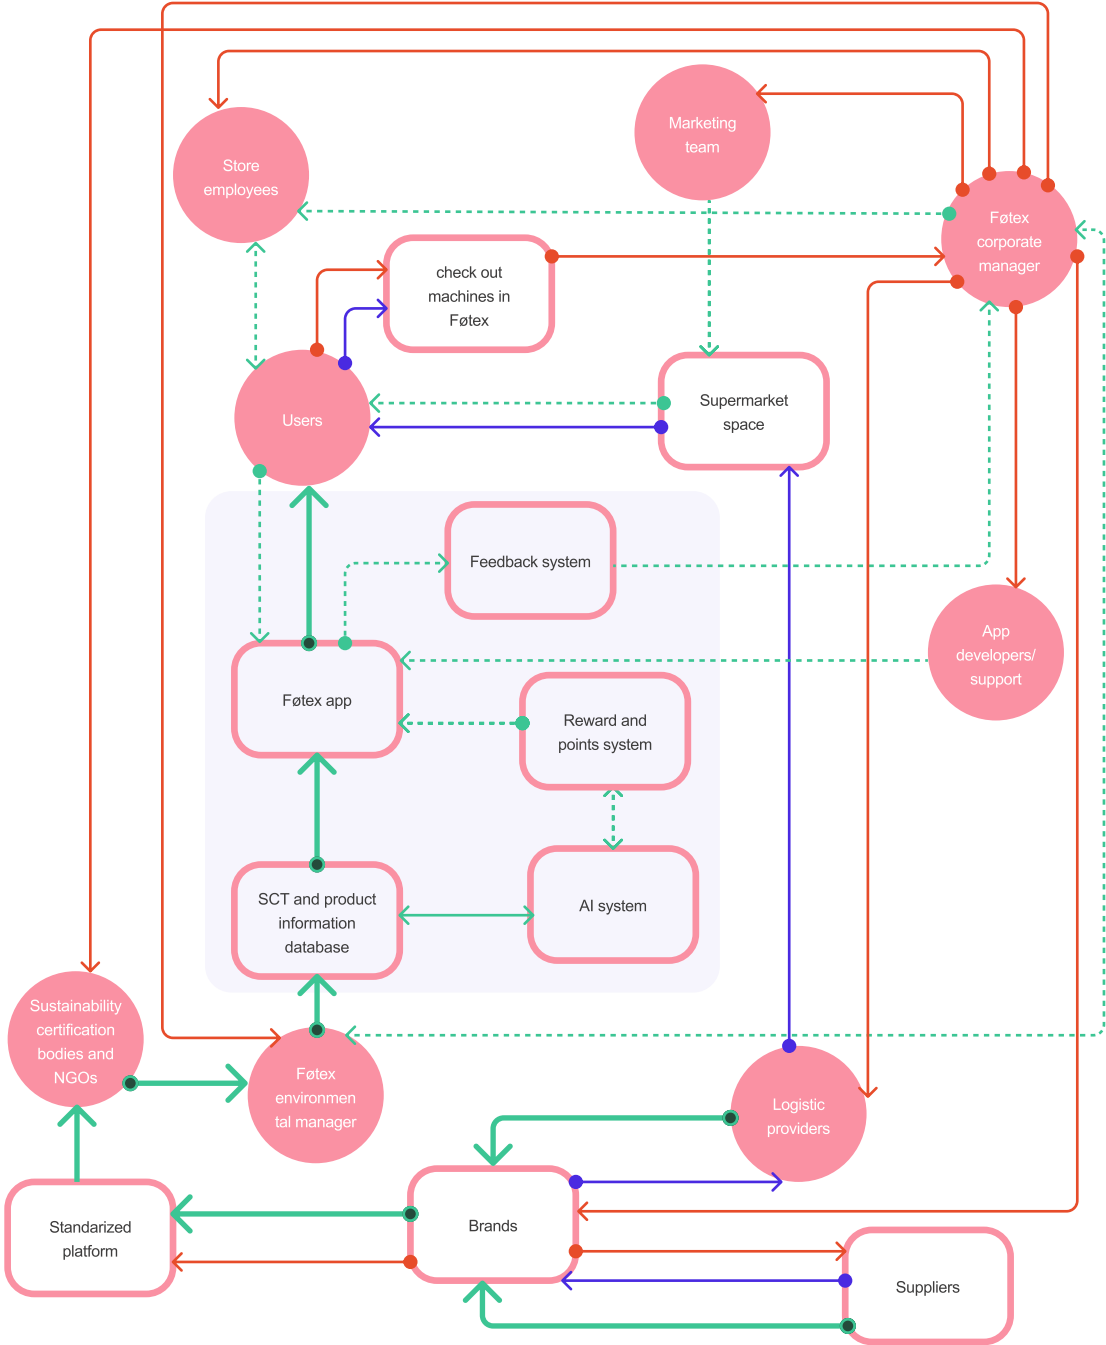 Marketing
team
Store
employees
Føtex
corporate
manager
check out
machines in
Føtex
Supermarket
space
Users
Feedback system
App
developers/
support
Føtex app
Reward and
points system
SCT and product
information
database
AI system
Sustainability
certification
bodies and
NGOs
Føtex
environmen
tal manager
Logistic
providers
Standarized
platform
Brands
Suppliers